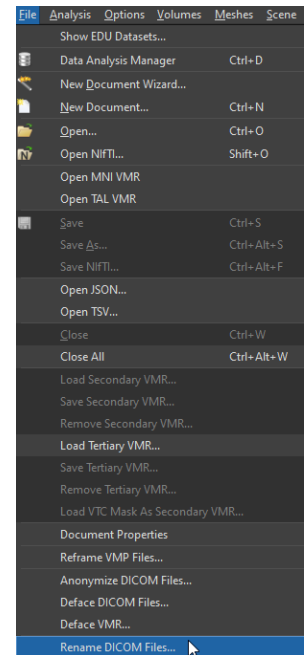 File Analysis Options Volumes Meshes Scene
Show EDU Datasets...
Data Analysis Manager Ctrl+D
New Document Wizard...
New Document... Ctrl+N
Open... Ctrl+O
Open NIfTI... Shift+O
Open MNI VMR
Open TAL VMR
Save Ctrl+S
Save As... Ctrl+Alt+S
Save NIfTI... Ctrl+Alt+F
Open JSON...
Open TSV...
Close Ctrl+W
Close All Ctrl+Alt+W
Load Secondary VMR...
Save Secondary VMR...
Remove Secondary VMR...
Load Tertiary VMR...
Save Tertiary VMR...
Remove Tertiary VMR...
Load VTC Mask As Secondary VMR...
Document Properties
Reframe VMP Files...
Anonymize DICOM Files...
Deface DICOM Files...
Deface VMR...
Rename DICOM Files...